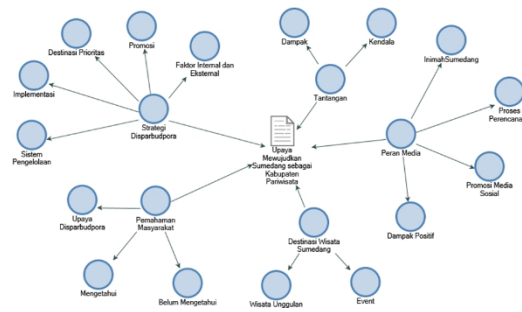 Promosi
Destinasi Prioritas
Faktor Internal dan
Eksternal
Implementasi
Strategi
Disparbudpora
Sistem
Pengelolaan
Dampak
Kendala
Tantangan
InimahSumedang
Proses
Perencana
Peran Media
Promosi Media
Sosial
Dampak Positif
Upaya
Mewujudkan
Sumedang sebagai
Kabupaten
Pariwisata
Upaya
Disparbudpora
Pemahaman
Masyarakat
Mengetahui
Belum Mengetahui
Destinasi Wisata
Sumedang
Wisata Unggulan
Event